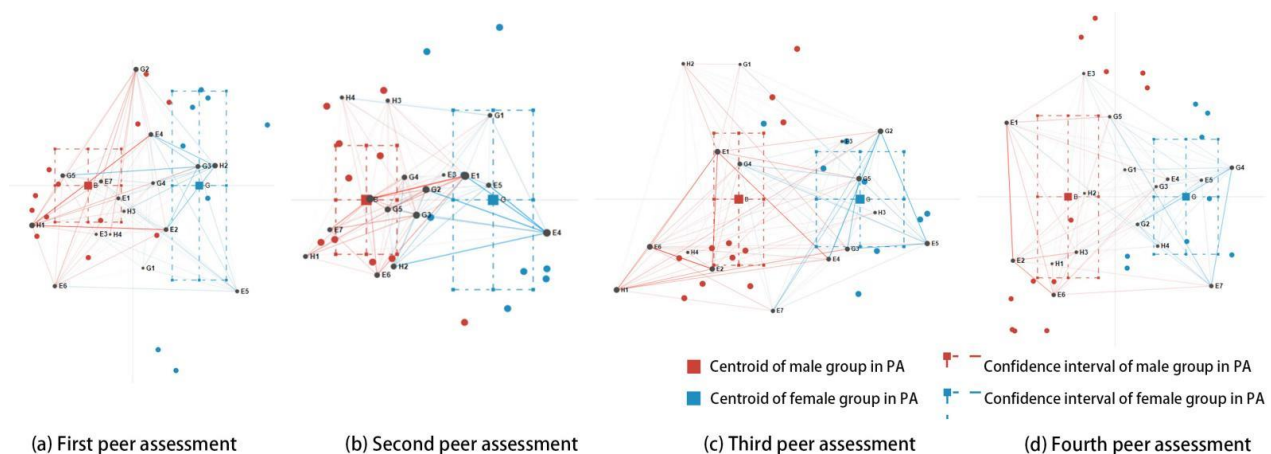 G2
E4
G3 H2
G5
B E7 G4 G
E1
H3
H1 E2
E3 H4
G1
E6 E5
H4 H3
G1
G4 E3 E1
G2 E5
G
G5 G3
E7 E4
H1 H2
E6
H2 G1
G2
E1
G4
G5
B G
H3
E6 H4 G3 E5
E2 E4
H1
E7
E3
E1 G5
G1 G4
E4 E5
G3
B H2 G
G2
H4
E2 H1 H3
E6 E7
Centroid of male group in PA
Confidence interval of male group in PA
Centroid of female group in PA
Confidence interval of female group in PA
(a) First peer assessment
(b) Second peer assessment
(c) Third peer assessment
(d) Fourth peer assessment